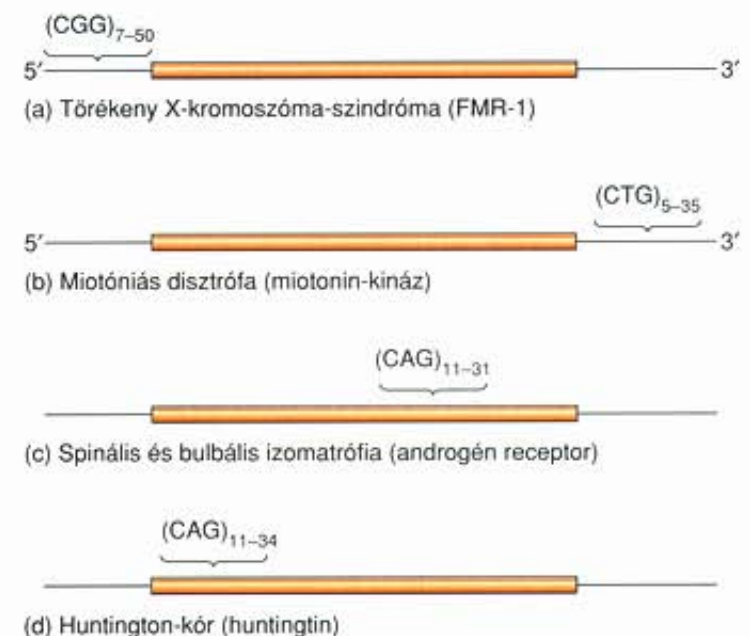 (CGG)7–50
5′ 3′
(a) Törékeny X-kromoszóma-szindróma (FMR-1)
(CTG)5–35
5′ 3′
(b) Miotóniás disztrófa (miotonin-kináz)
(CAG)11–31
(c) Spinális és bulbális izomatrófia (androgén receptor)
(CAG)11–34
(d) Huntington-kór (huntingtin)